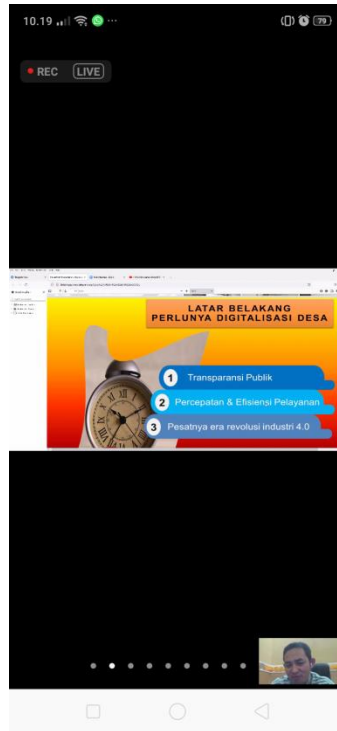 10.19
79
REC LIVE
LATAR BELAKANG
PERLUNYA DIGITALISASI DESA
1 Transparansi Publik
2 Percepatan & Efisiensi Pelayanan
3 Pesatnya era revolusi industri 4.0